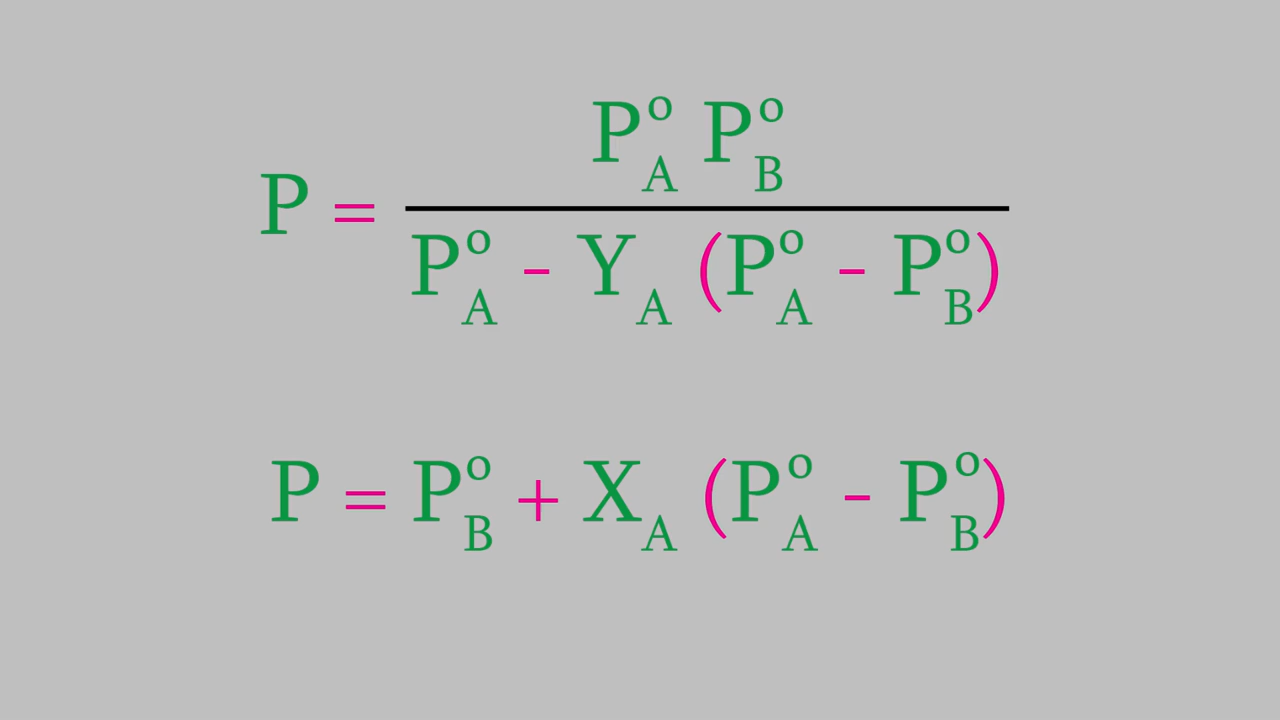 P = P°A P°B / P°A - YA (P°A - P°B)
P = P°B + XA (P°A - P°B)